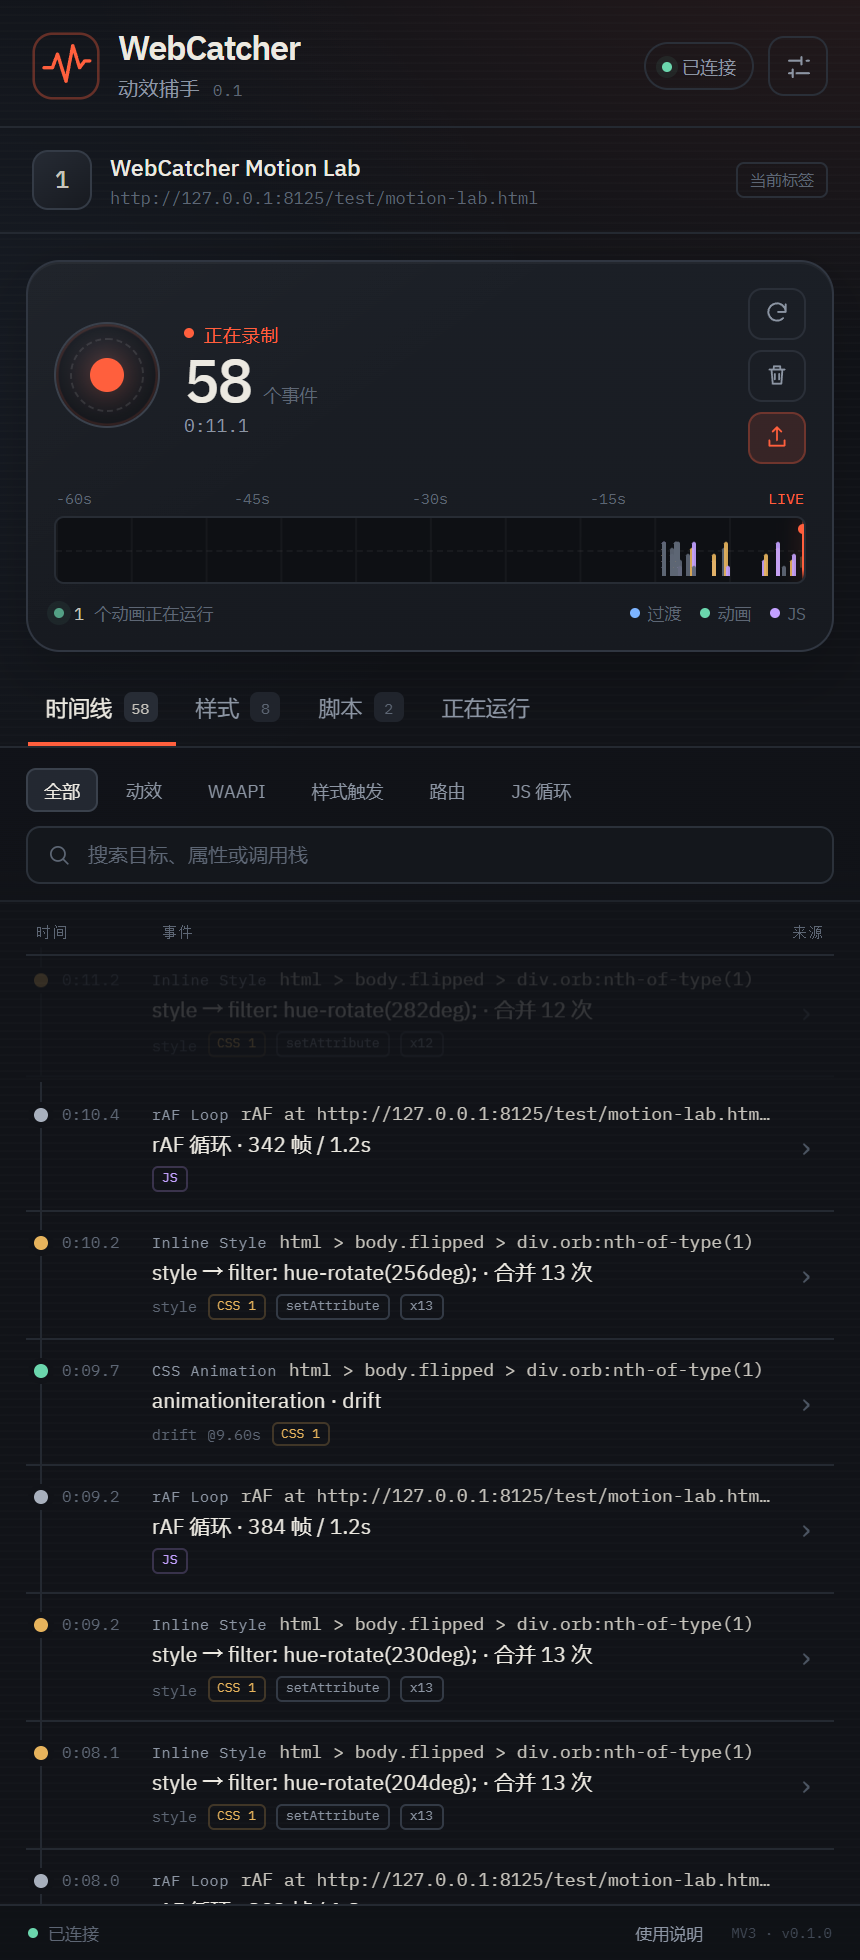 WebCatcher
动效捕手 0.1
已连接
1
WebCatcher Motion Lab
http://127.0.0.1:8125/test/motion-lab.html
当前标签
正在录制
58 个事件
0:11.1
-60s -45s -30s -15s LIVE
1 个动画正在运行
过渡 动画 JS
时间线 58 样式 8 脚本 2 正在运行
全部 动效 WAAPI 样式触发 路由 JS 循环
搜索目标、属性或调用栈
时间 事件 来源
0:11.2 Inline Style html > body.flipped > div.orb:nth-of-type(1)
style → filter: hue-rotate(282deg); · 合并 12 次
style CSS 1 setAttribute x12
0:10.4 rAF Loop rAF at http://127.0.0.1:8125/test/motion-lab.htm…
rAF 循环 · 342 帧 / 1.2s
JS
0:10.2 Inline Style html > body.flipped > div.orb:nth-of-type(1)
style → filter: hue-rotate(256deg); · 合并 13 次
style CSS 1 setAttribute x13
0:09.7 CSS Animation html > body.flipped > div.orb:nth-of-type(1)
animationiteration · drift
drift @9.60s CSS 1
0:09.2 rAF Loop rAF at http://127.0.0.1:8125/test/motion-lab.htm…
rAF 循环 · 384 帧 / 1.2s
JS
0:09.2 Inline Style html > body.flipped > div.orb:nth-of-type(1)
style → filter: hue-rotate(230deg); · 合并 13 次
style CSS 1 setAttribute x13
0:08.1 Inline Style html > body.flipped > div.orb:nth-of-type(1)
style → filter: hue-rotate(204deg); · 合并 13 次
style CSS 1 setAttribute x13
0:08.0 rAF Loop rAF at http://127.0.0.1:8125/test/motion-lab.htm…
已连接
使用说明 MV3 · v0.1.0